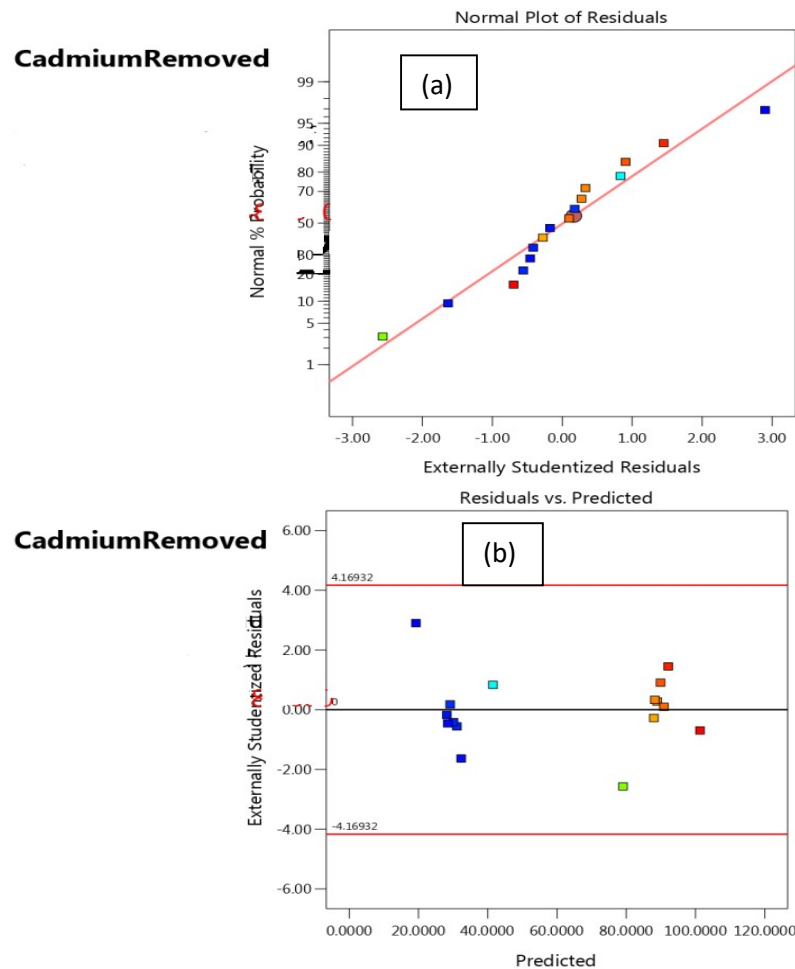 Normal Plot of Residuals
CadmiumRemoved
(a)
Normal % Probability
99
95
90
80
70
50
20
10
5
1
-3.00 -2.00 -1.00 0.00 1.00 2.00 3.00
Externally Studentized Residuals
Residuals vs. Predicted
CadmiumRemoved
(b)
Externally Studentized Residuals
6.00
4.16932
4.00
2.00
0.00
0
-2.00
-4.00
-4.16932
-6.00
0.0000 20.0000 40.0000 60.0000 80.0000 100.0000 120.0000
Predicted